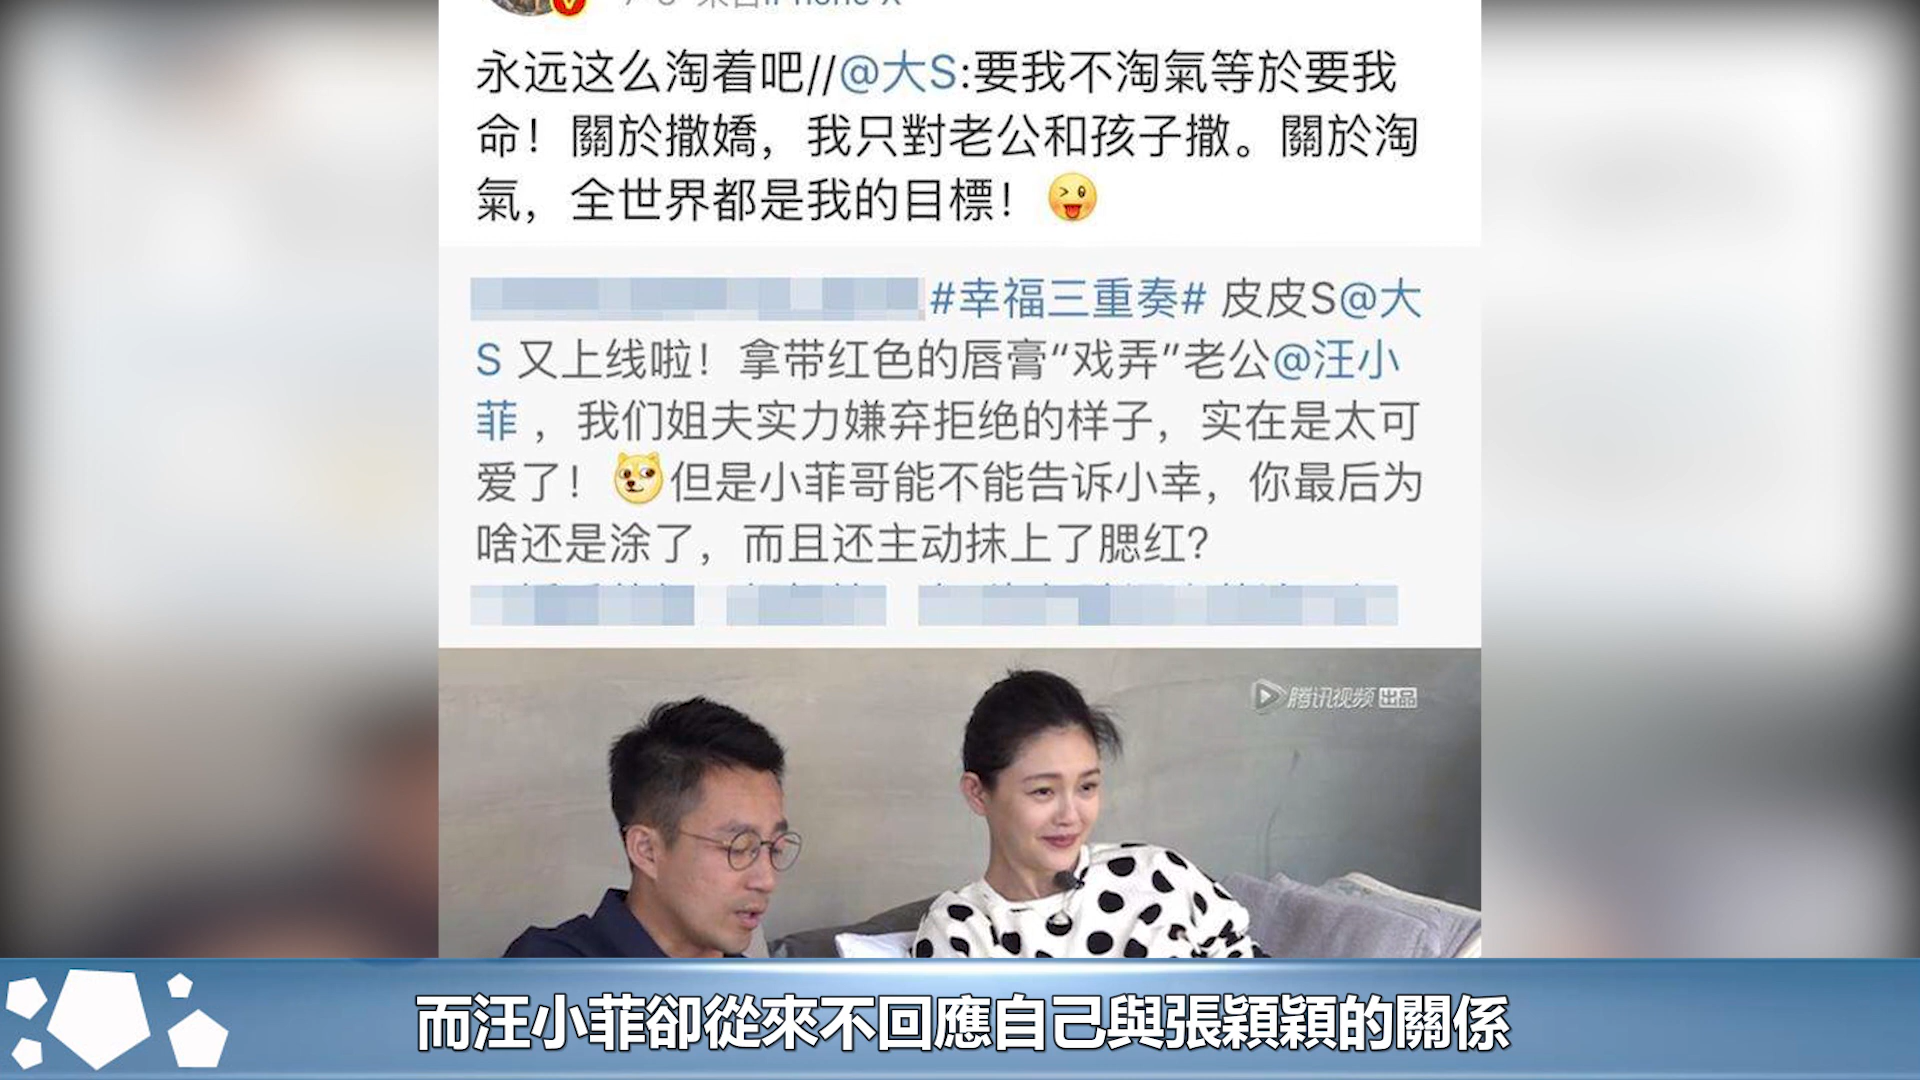 永远这么淘着吧//@大S:要我不淘氣等於要我
命！關於撒嬌，我只對老公和孩子撒。關於淘
氣，全世界都是我的目標！
#幸福三重奏# 皮皮S@大
S 又上线啦！拿带红色的唇膏“戏弄”老公@汪小
菲 ，我们姐夫实力嫌弃拒绝的样子，实在是太可
爱了！但是小菲哥能不能告诉小幸，你最后为
啥还是涂了，而且还主动抹上了腮红？
腾讯视频 出品
而汪小菲卻從來不回應自己與張穎穎的關係